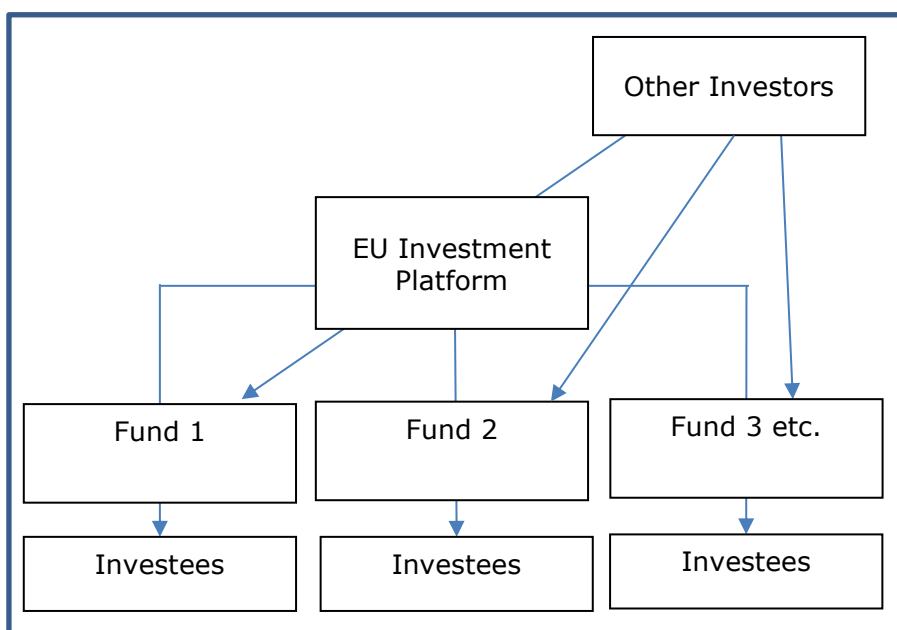 Other Investors
EU Investment
Platform
Fund 1
Fund 2
Fund 3 etc.
Investees
Investees
Investees